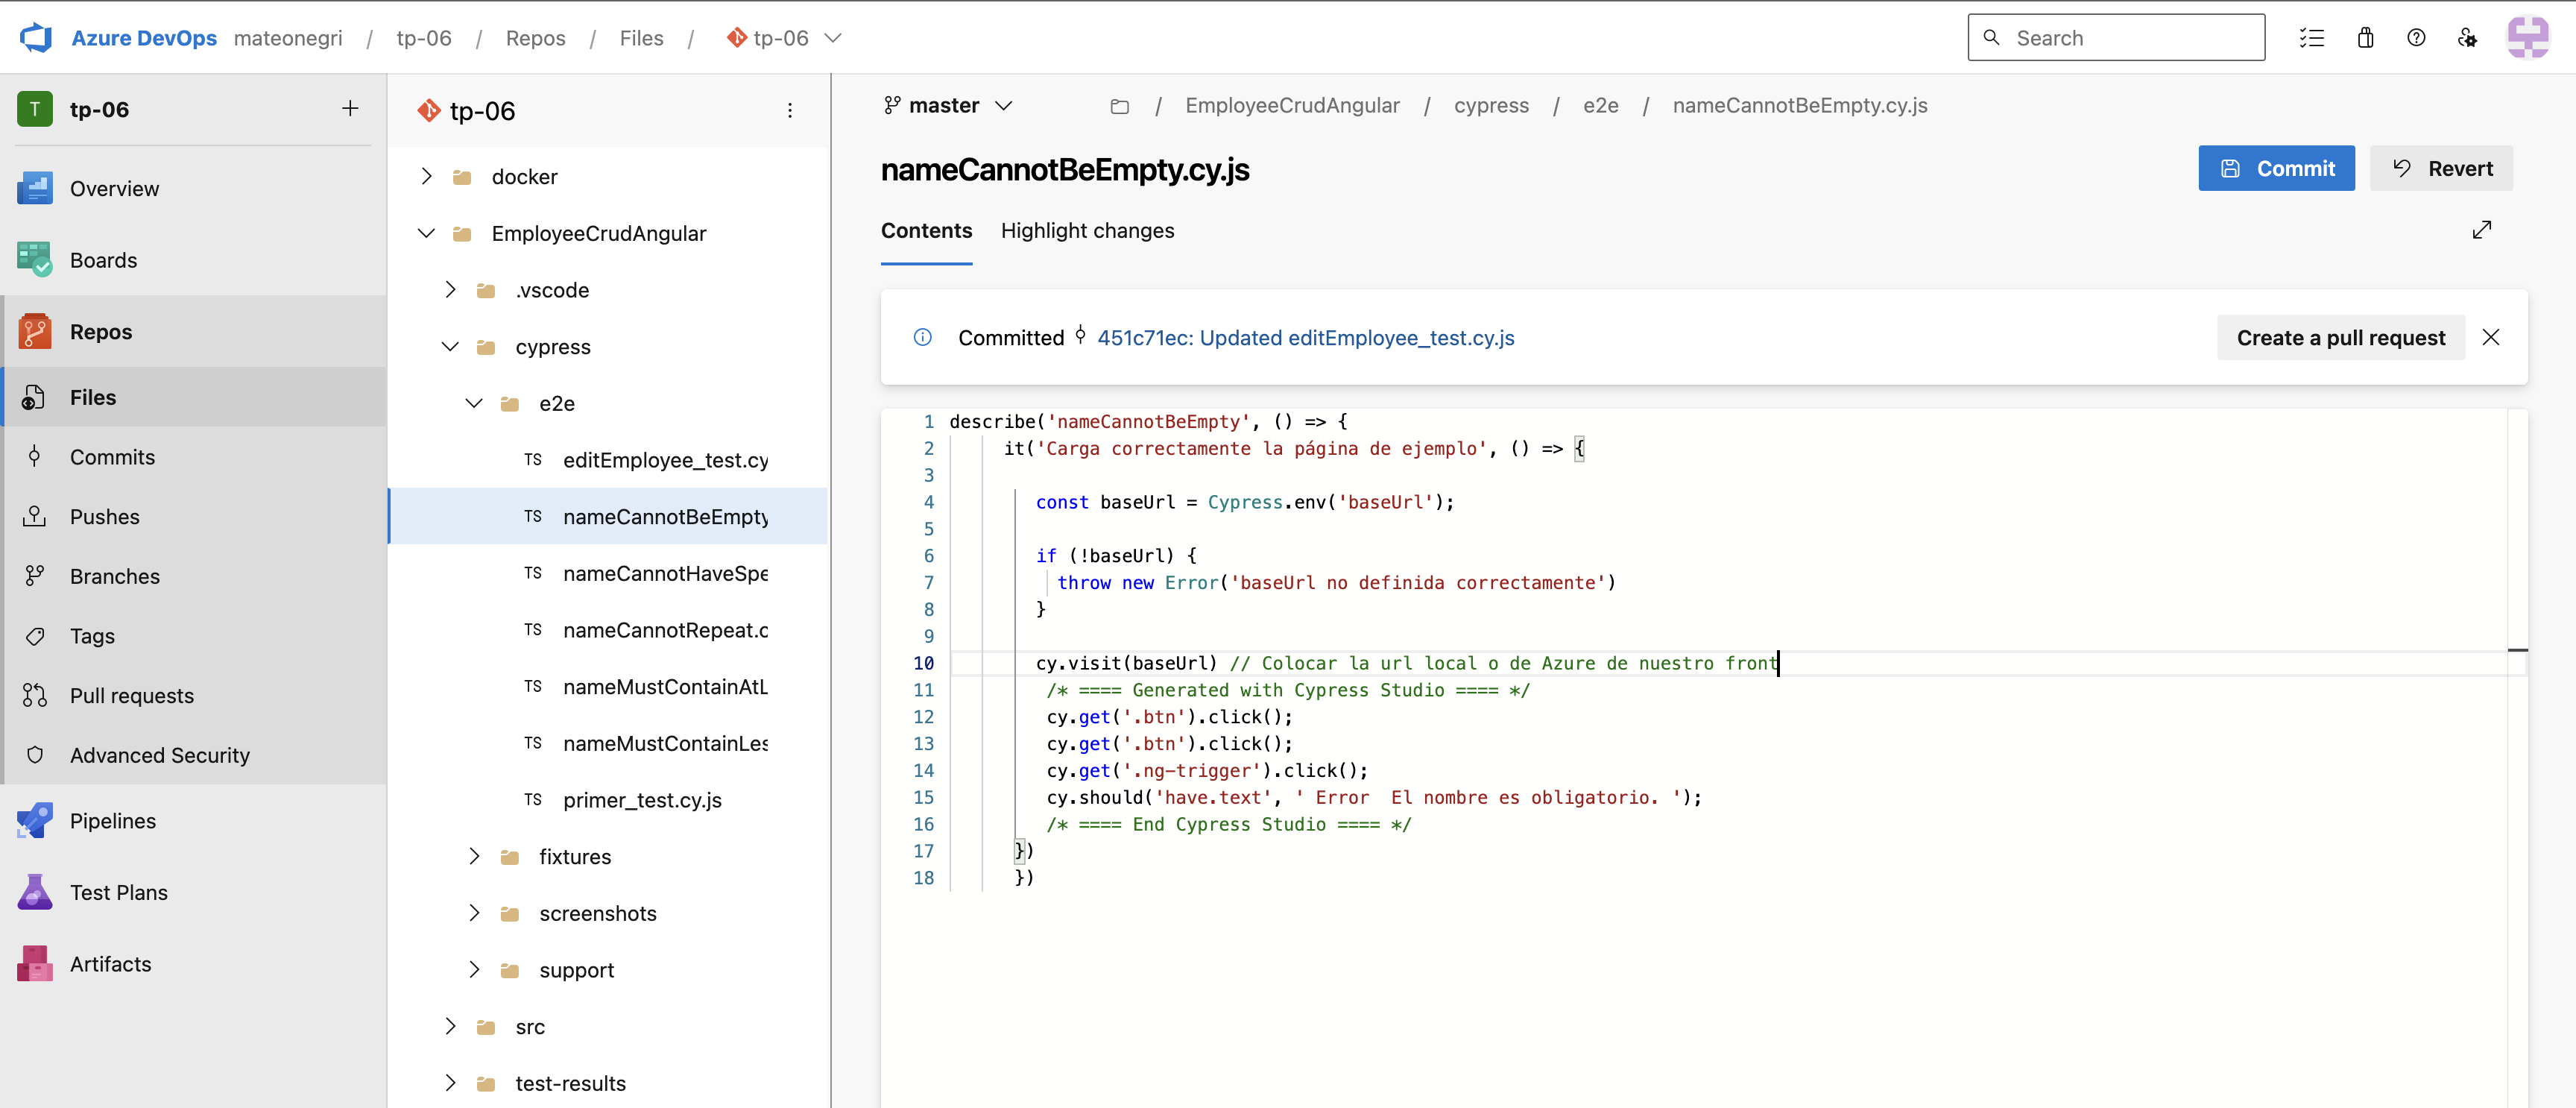 Azure DevOps mateonegri / tp-06 / Repos / Files / tp-06
Search
T tp-06
Overview
Boards
Repos
Files
Commits
Pushes
Branches
Tags
Pull requests
Advanced Security
Pipelines
Test Plans
Artifacts
tp-06
docker
EmployeeCrudAngular
.vscode
cypress
e2e
TS editEmployee_test.cy
TS nameCannotBeEmpty
TS nameCannotHaveSpe
TS nameCannotRepeat.c
TS nameMustContainAtL
TS nameMustContainLes
TS primer_test.cy.js
fixtures
screenshots
support
src
test-results
master / EmployeeCrudAngular / cypress / e2e / nameCannotBeEmpty.cy.js
nameCannotBeEmpty.cy.js
Commit
Revert
Contents Highlight changes
Committed 451c71ec: Updated editEmployee_test.cy.js
Create a pull request
1 describe('nameCannotBeEmpty', () => {
2 it('Carga correctamente la página de ejemplo', () => {
3
4 const baseUrl = Cypress.env('baseUrl');
5
6 if (!baseUrl) {
7 throw new Error('baseUrl no definida correctamente')
8 }
9
10 cy.visit(baseUrl) // Colocar la url local o de Azure de nuestro front
11 /* ==== Generated with Cypress Studio ==== */
12 cy.get('.btn').click();
13 cy.get('.btn').click();
14 cy.get('.ng-trigger').click();
15 cy.should('have.text', ' Error  El nombre es obligatorio. ');
16 /* ==== End Cypress Studio ==== */
17 })
18 })